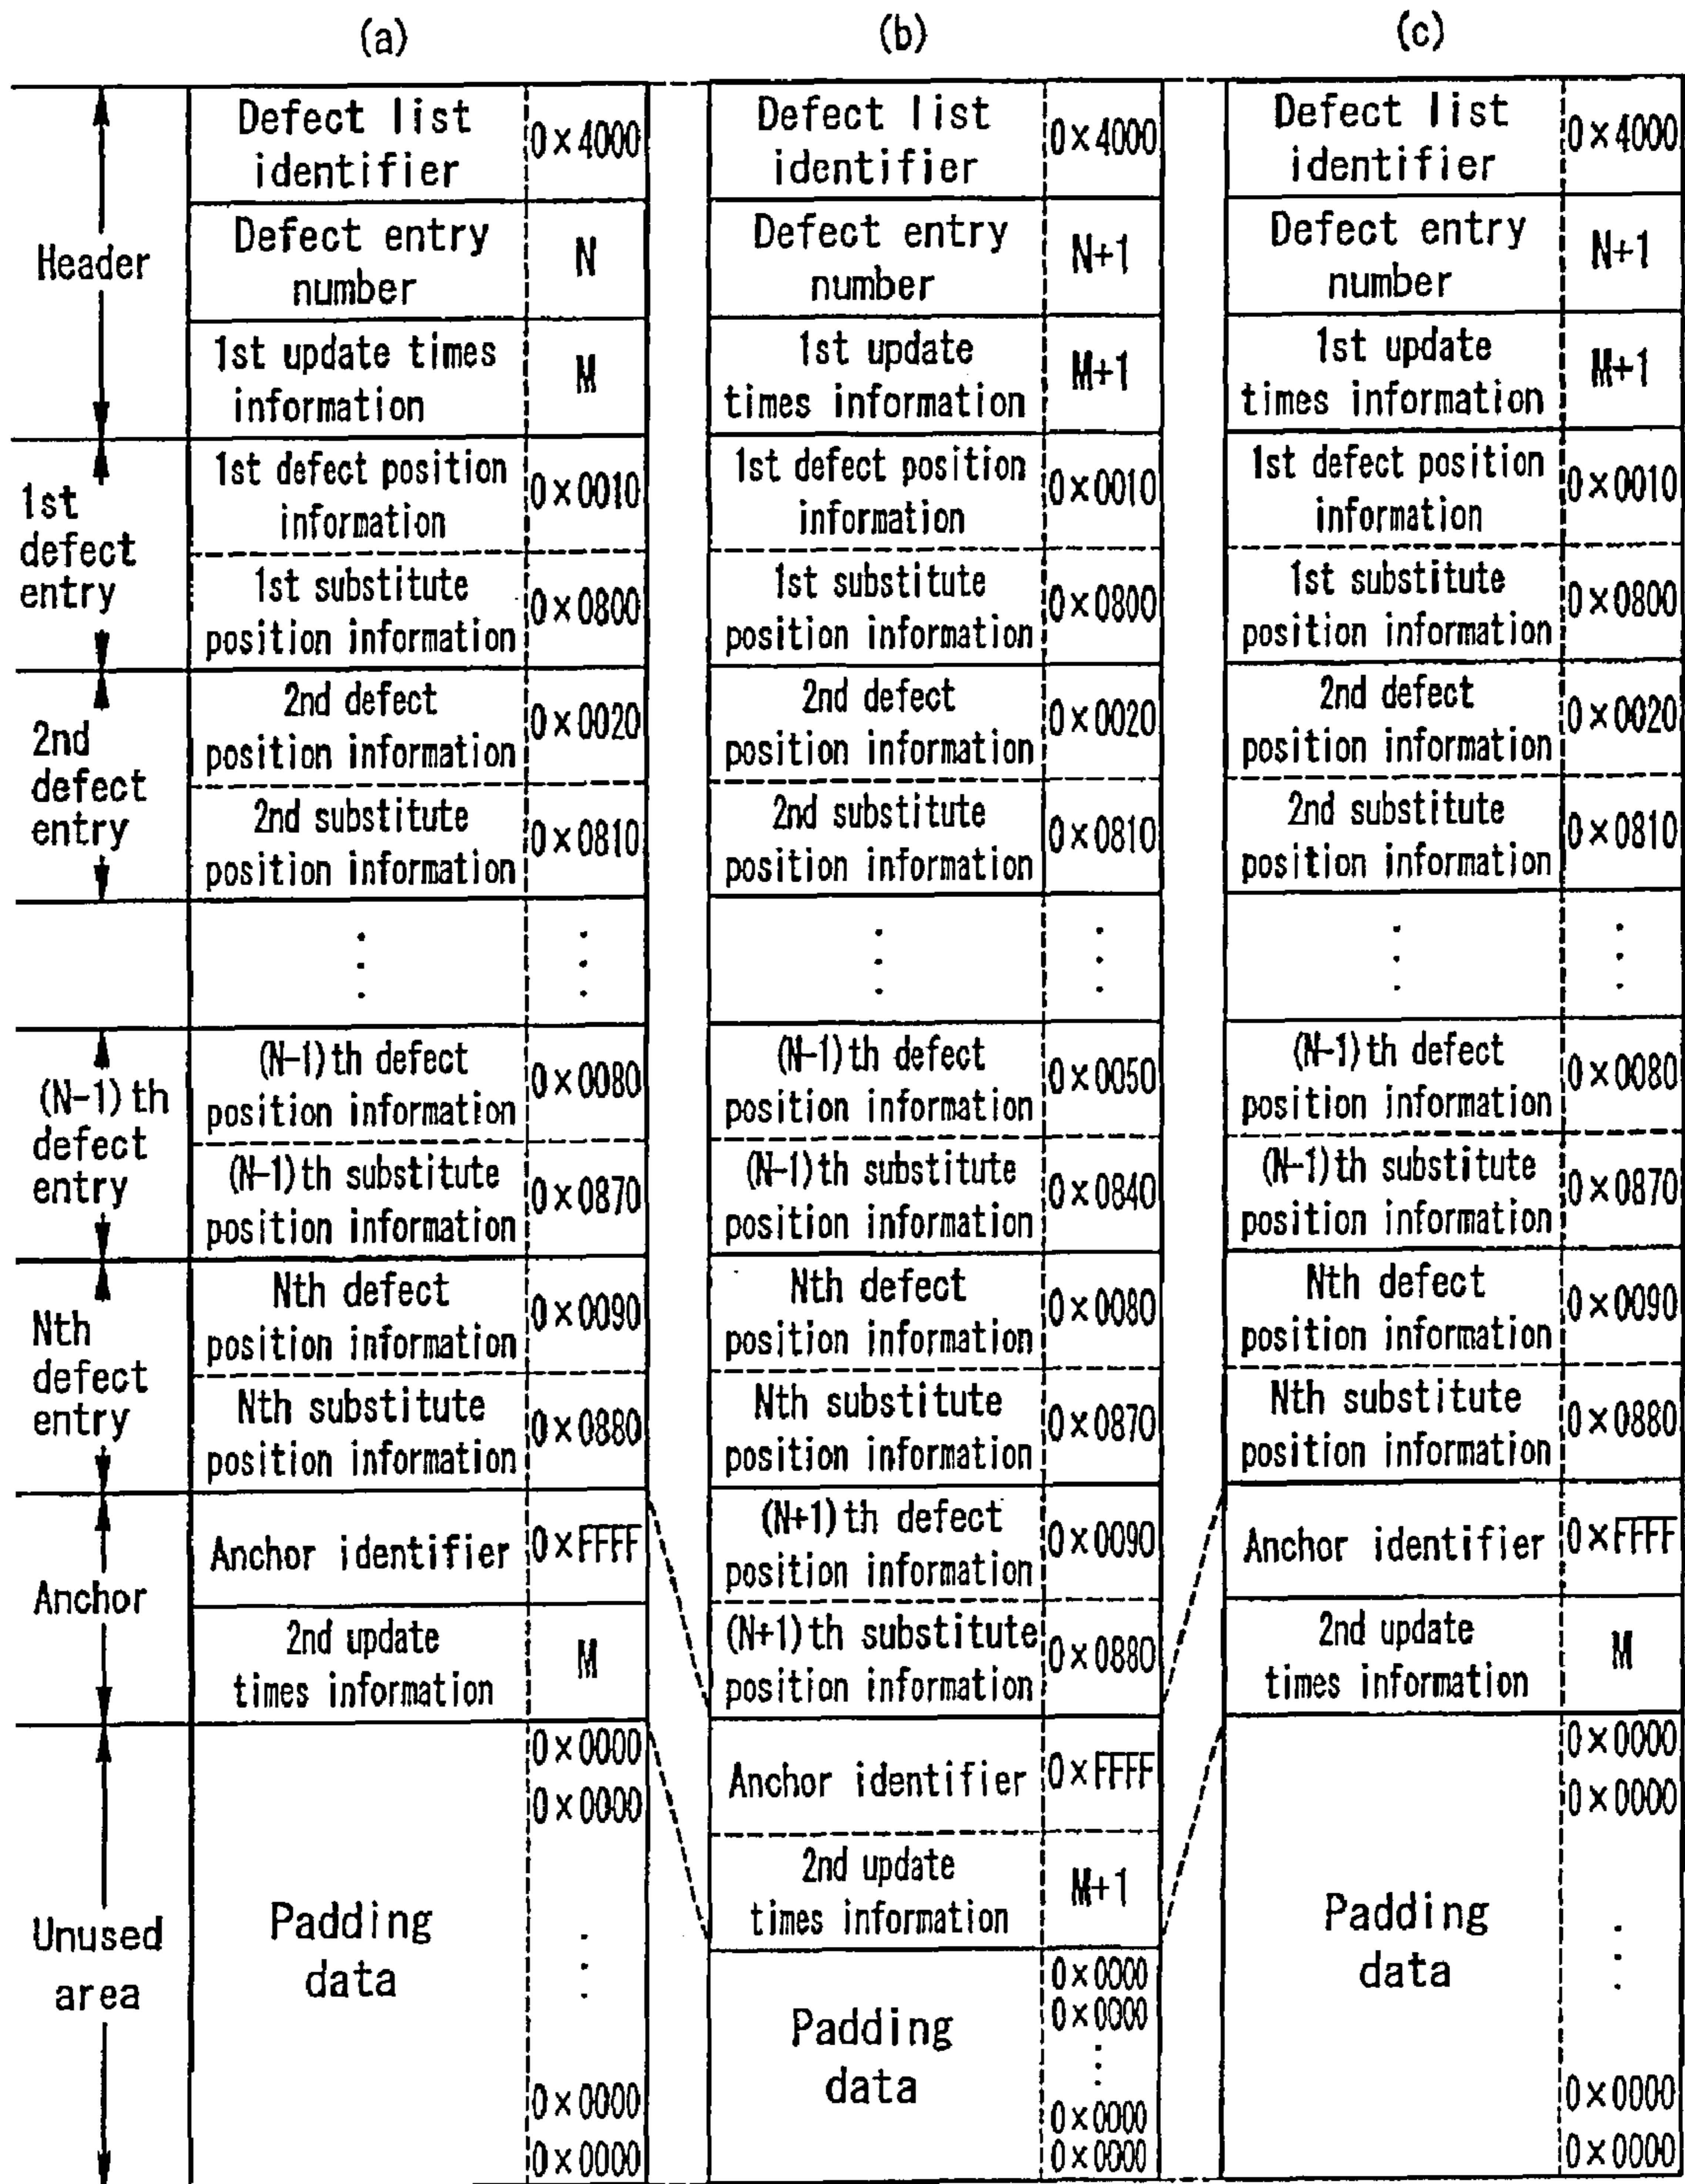 (a)
(b)
(c)
Header
Defect list
identifier
0×4000
Defect list
identifier
0×4000
Defect list
identifier
0×4000
Defect entry
number
N
Defect entry
number
N+1
Defect entry
number
N+1
1st update times
information
M
1st update
times information
M+1
1st update
times information
M+1
1st
defect
entry
1st defect position
information
0×0010
1st defect position
information
0×0010
1st defect position
information
0×0010
1st substitute
position information
0×0800
1st substitute
position information
0×0800
1st substitute
position information
0×0800
2nd
defect
entry
2nd defect
position information
0×0020
2nd defect
position information
0×0020
2nd defect
position information
0×0020
2nd substitute
position information
0×0810
2nd substitute
position information
0×0810
2nd substitute
position information
0×0810
(N-1)th
defect
entry
(N-1)th defect
position information
0×0080
(N-1)th defect
position information
0×0050
(N-1)th defect
position information
0×0080
(N-1)th substitute
position information
0×0870
(N-1)th substitute
position information
0×0840
(N-1)th substitute
position information
0×0870
Nth
defect
entry
Nth defect
position information
0×0090
Nth defect
position information
0×0080
Nth defect
position information
0×0090
Nth substitute
position information
0×0880
Nth substitute
position information
0×0870
Nth substitute
position information
0×0880
Anchor
Anchor identifier
0×FFFF
(N+1)th defect
position information
0×0090
Anchor identifier
0×FFFF
2nd update
times information
M
(N+1)th substitute
position information
0×0880
2nd update
times information
M
Unused
area
Padding
data
0×0000
0×0000
0×0000
0×0000
Anchor identifier
0×FFFF
2nd update
times information
M+1
Padding
data
0×0000
0×0000
0×0000
0×0000
Padding
data
0×0000
0×0000
0×0000
0×0000